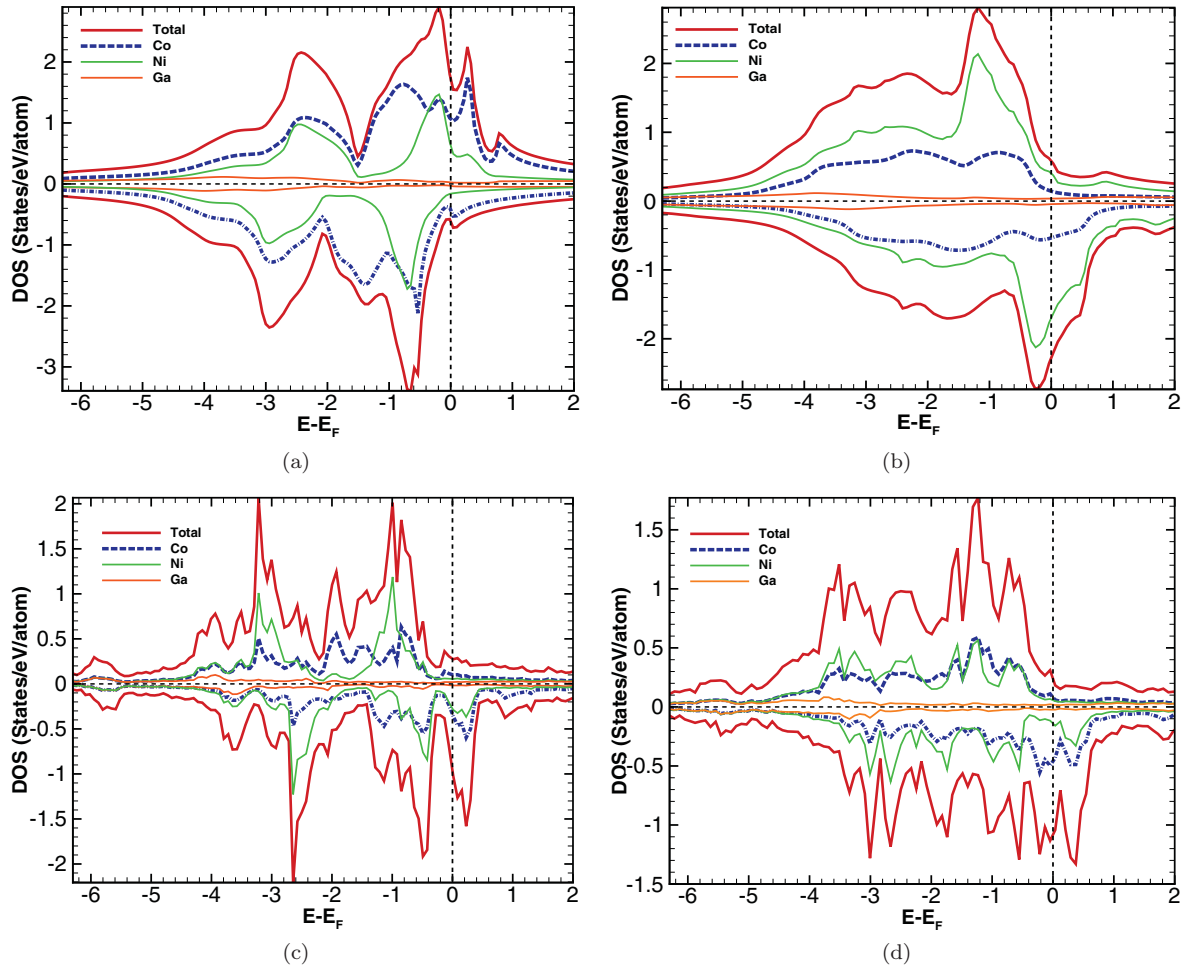 Total
Co
Ni
Ga
DOS (States/eV/atom)
2
1
0
-1
-2
-3
-6 -5 -4 -3 -2 -1 0 1 2
E-EF
(a)
Total
Co
Ni
Ga
DOS (States/eV/atom)
2
1
0
-1
-2
-6 -5 -4 -3 -2 -1 0 1 2
E-EF
(b)
Total
Co
Ni
Ga
DOS (States/eV/atom)
2
1.5
1
0.5
0
-0.5
-1
-1.5
-2
-6 -5 -4 -3 -2 -1 0 1 2
E-EF
(c)
Total
Co
Ni
Ga
DOS (States/eV/atom)
1.5
1
0.5
0
-0.5
-1
-1.5
-6 -5 -4 -3 -2 -1 0 1 2
E-EF
(d)